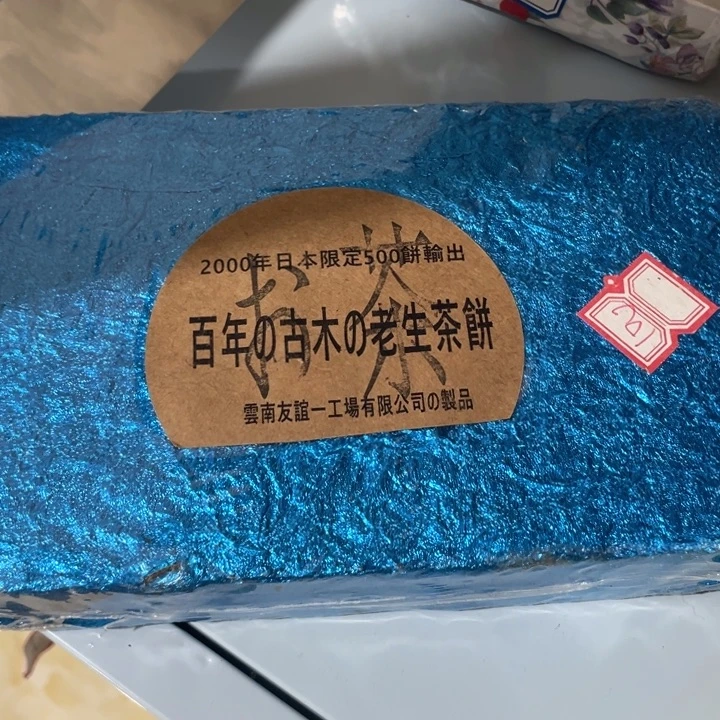 2000年日本限定500餅輸出
お茶
百年の古木の老生茶餅
雲南友誼一工場有限公司の製品